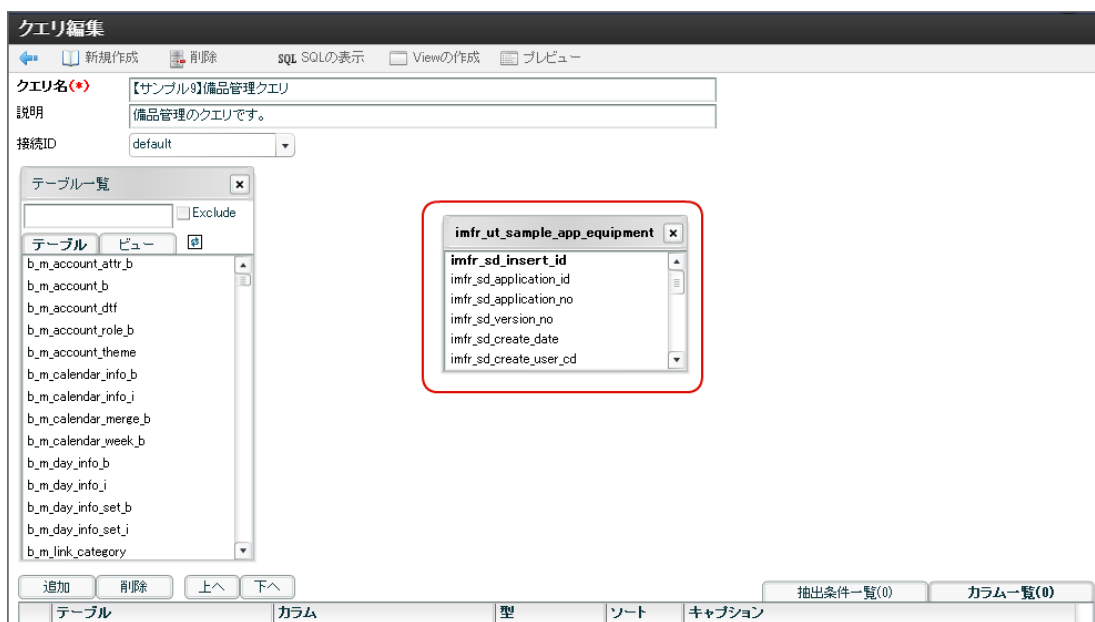 クエリ編集
新規作成 削除 SQL SQLの表示 Viewの作成 プレビュー
クエリ名(*) 【サンプル9】備品管理クエリ
説明 備品管理のクエリです。
接続ID default
テーブル一覧
Exclude
テーブル ビュー
b_m_account_attr_b
b_m_account_b
b_m_account_dtf
b_m_account_role_b
b_m_account_theme
b_m_calendar_info_b
b_m_calendar_info_i
b_m_calendar_merge_b
b_m_calendar_week_b
b_m_day_info_b
b_m_day_info_i
b_m_day_info_set_b
b_m_day_info_set_i
b_m_link_category
imfr_ut_sample_app_equipment
imfr_sd_insert_id
imfr_sd_application_id
imfr_sd_application_no
imfr_sd_version_no
imfr_sd_create_date
imfr_sd_create_user_cd
追加 削除 上へ 下へ
抽出条件一覧(0) カラム一覧(0)
テーブル カラム 型 ソート キャプション